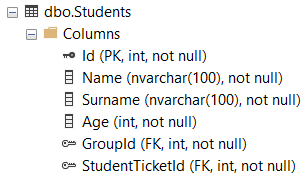 dbo.Students
Columns
Id (PK, int, not null)
Name (nvarchar(100), not null)
Surname (nvarchar(100), not null)
Age (int, not null)
GroupId (FK, int, not null)
StudentTicketId (FK, int, not null)